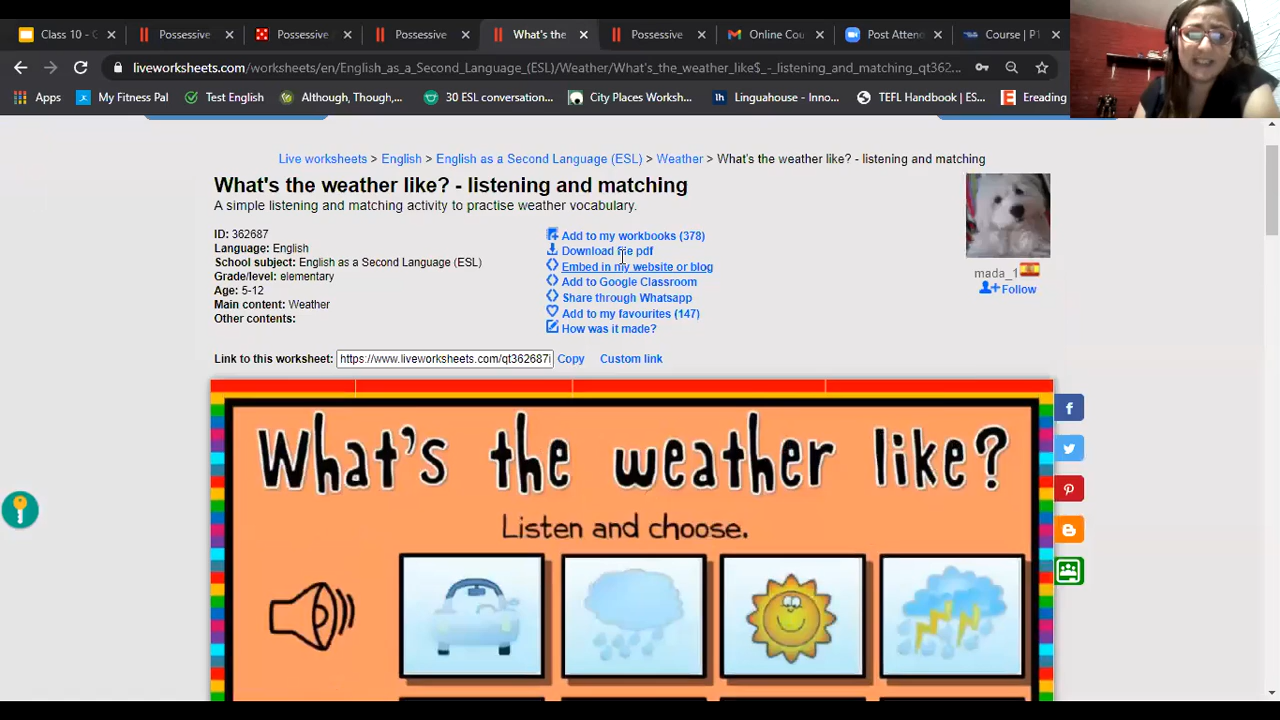 Class 10 - G
Possessive
Possessive
Possessive
What's the
Possessive
Online Cou
Post Atten
Course | P1
liveworksheets.com/worksheets/en/English_as_a_Second_Language_(ESL)/Weather/What's_the_weather_like$_-_listening_and_matching_qt362...
Apps
My Fitness Pal
Test English
Although, Though,...
30 ESL conversation...
City Places Worksh...
Linguahouse - Inno...
TEFL Handbook | ES...
Ereading
Live worksheets > English > English as a Second Language (ESL) > Weather > What's the weather like? - listening and matching
What's the weather like? - listening and matching
A simple listening and matching activity to practise weather vocabulary.
ID: 362687
Language: English
School subject: English as a Second Language (ESL)
Grade/level: elementary
Age: 5-12
Main content: Weather
Other contents:
Add to my workbooks (378)
Download file pdf
Embed in my website or blog
Add to Google Classroom
Share through Whatsapp
Add to my favourites (147)
How was it made?
mada_1
Follow
Link to this worksheet: https://www.liveworksheets.com/qt362687i Copy Custom link
What's the weather like?
Listen and choose.